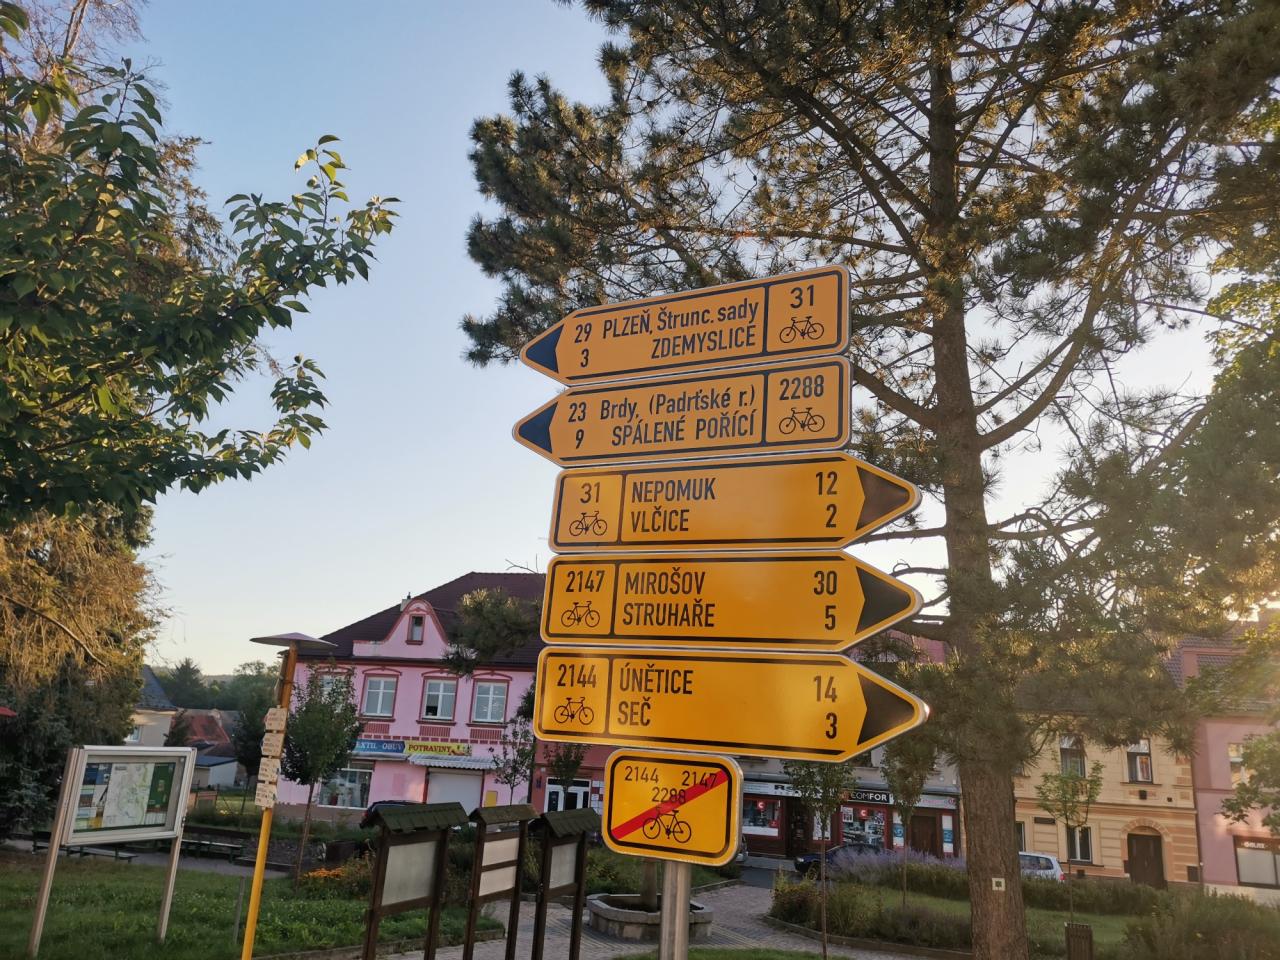 29 PLZEŇ, Štrunc. sady 31
3 ZDEMYSLICE
23 Brdy, (Padrťské r.) 2288
9 SPÁLENÉ POŘÍČÍ
31 NEPOMUK 12
VLČICE 2
2147 MIROŠOV 30
STRUHAŘE 5
2144 ÚNĚTICE 14
SEČ 3
2144 2147
2288
TEXTIL - OBUV
POTRAVINY